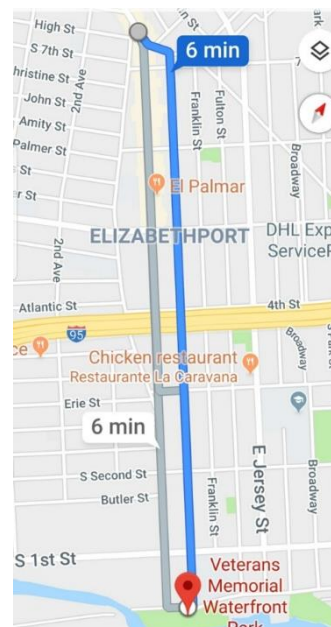 High St
S 7th St
6 min
Christine St
2nd Ave
John St
Amity St
Palmer St
Franklin St
Fulton St
Broadway
El Palmar
ELIZABETHPORT
DHL Exp
ServiceP
2nd Ave
Atlantic St
4th St
95
Chicken restaurant
Restaurante La Caravana
Erie St
6 min
E Jersey St
Broadway
S Second St
Butler St
Franklin St
S 1st St
Veterans
Memorial
Waterfront
Park